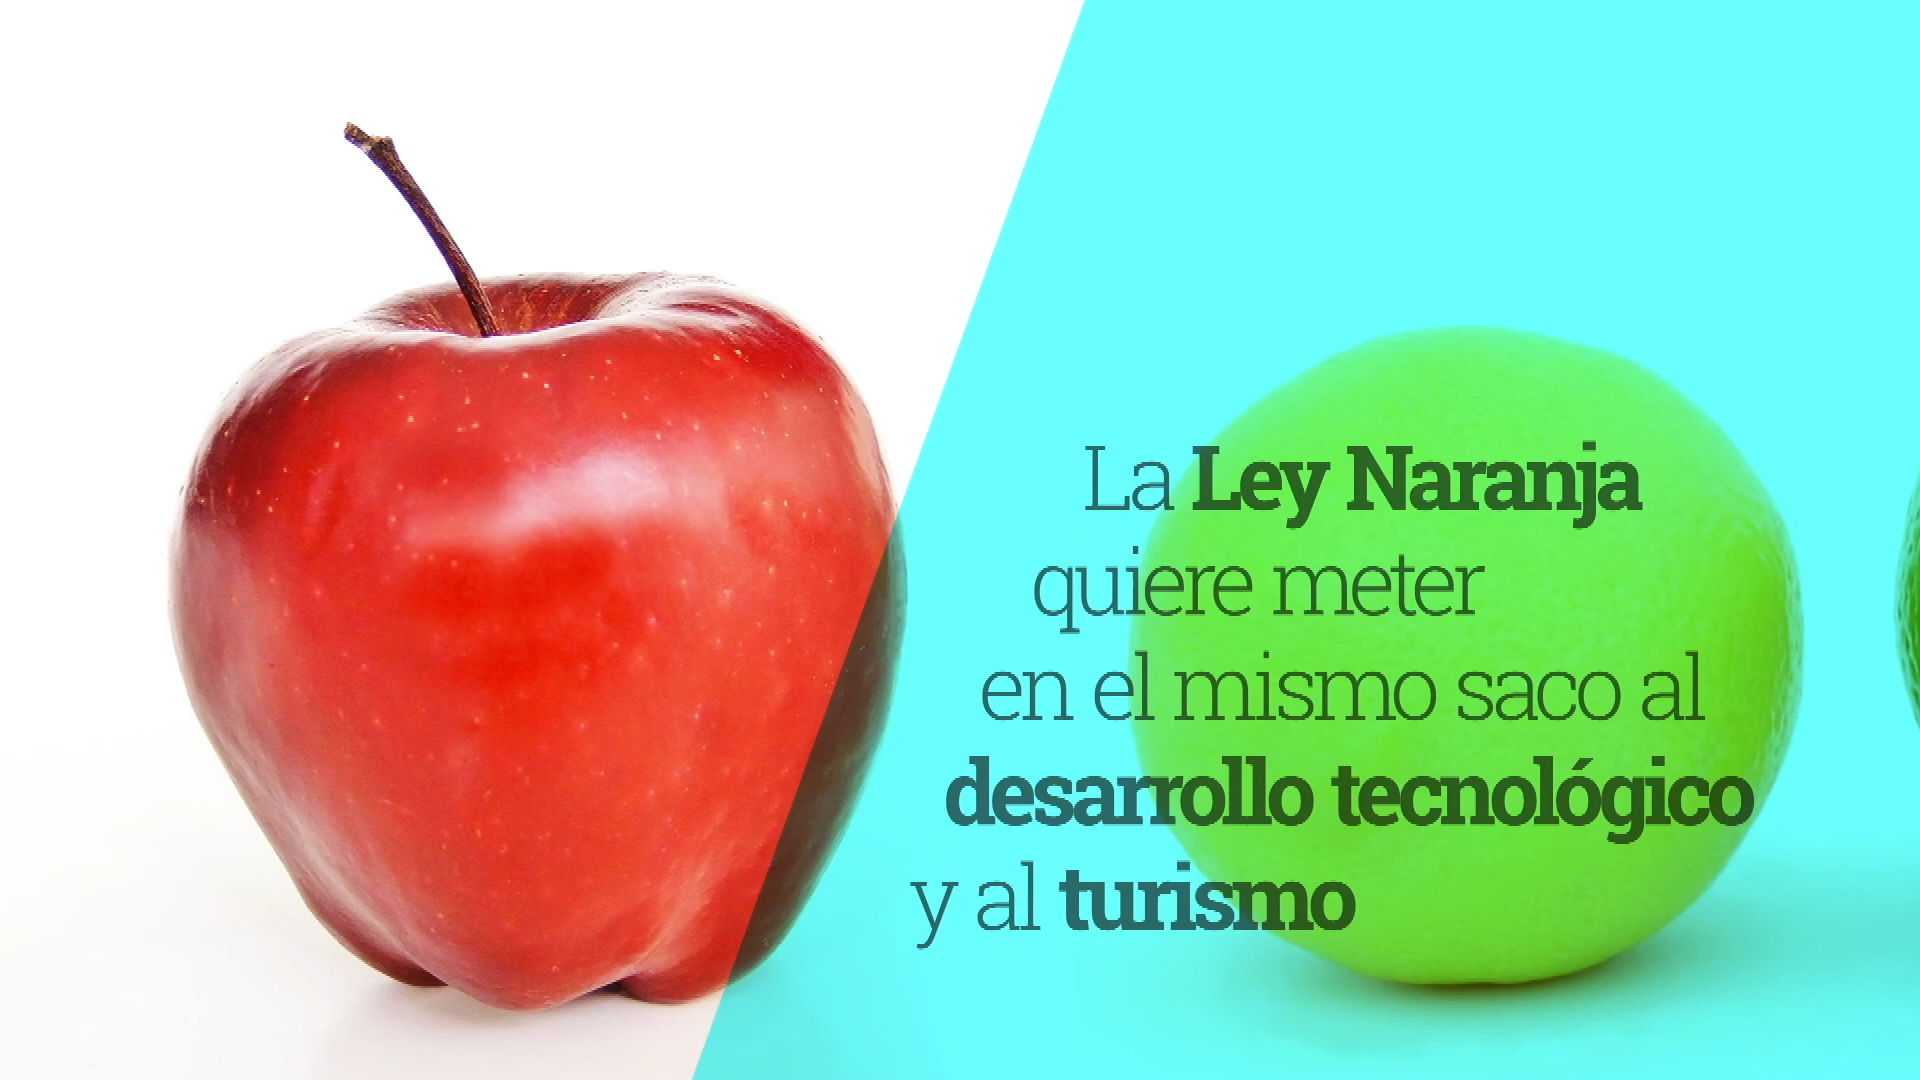 La Ley Naranja
quiere meter
en el mismo saco al
desarrollo tecnológico
y al turismo